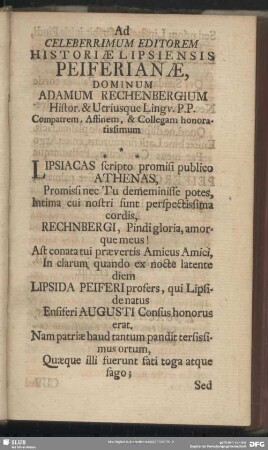 Ad
CELEBERRIMUM EDITOREM
HISTORIÆ LIPSIENSIS
PEIFERIANÆ,
DOMINUM
ADAMUM RECHENBERGIUM
Histor. & Utriusque Lingv. P.P.
Compatrem, Affinem, & Collegam honora-
tissimum
* * *
LIPSIACAS scripto promisi publico
ATHENAS,
Promissi nec Tu dememinisse potes,
Intima cui nostri sunt perspectissima
cordis,
RECHNBERGI, Pindi gloria, amor-
que meus!
Ast conata tui prævertis Amicus Amici,
In clarum, quando ex nocte latente
diem
LIPSIDA PEIFERI profers, qui Lipsi-
de natus
Ensiferi AUGUSTI Consus honorus
erat.
Nam patriæ haud tantum pandit tersissi-
mus ortum,
Quæque illi fuerunt fati toga atque
sago;
Sed
SLUB
DFG